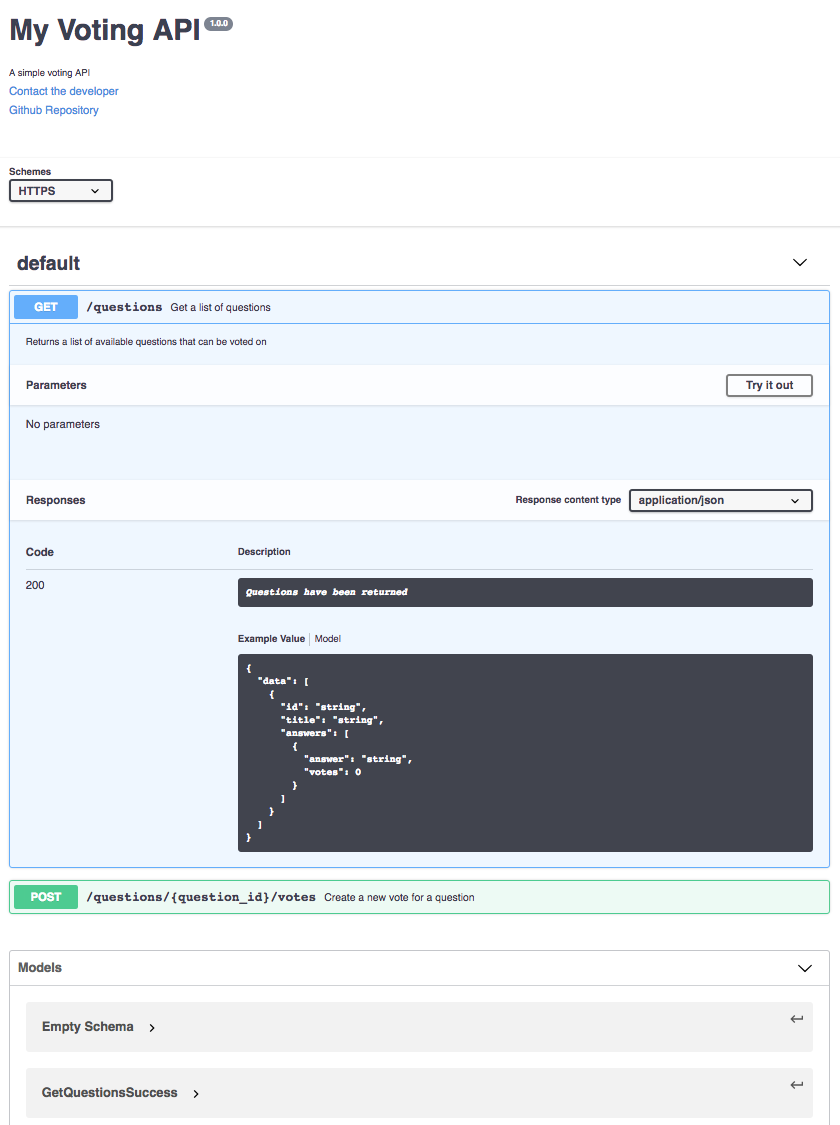 My Voting API 1.0.0
A simple voting API
Contact the developer
Github Repository
Schemes
HTTPS
default
GET /questions Get a list of questions
Returns a list of available questions that can be voted on
Parameters Try it out
No parameters
Responses Response content type application/json
Code Description
200 Questions have been returned
Example Value Model
{
  "data": [
    {
      "id": "string",
      "title": "string",
      "answers": [
        {
          "answer": "string",
          "votes": 0
        }
      ]
    }
  ]
}
POST /questions/{question_id}/votes Create a new vote for a question
Models
Empty Schema
GetQuestionsSuccess